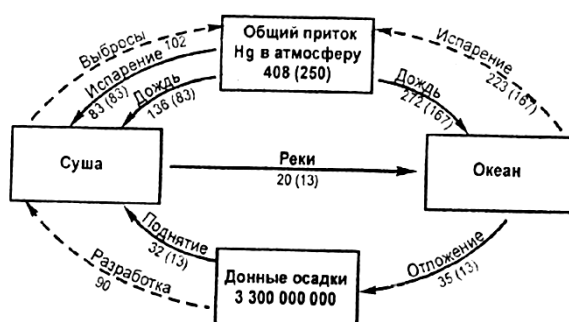 Общий приток
Hg в атмосферу
408 (250)
Выбросы
102
Испарение
83 (83)
Дождь
136 (83)
Дождь
272 (167)
Испарение
223 (167)
Суша
Реки
20 (13)
Океан
Поднятие
32 (13)
Разработка
90
Донные осадки
3 300 000 000
Отложение
35 (13)